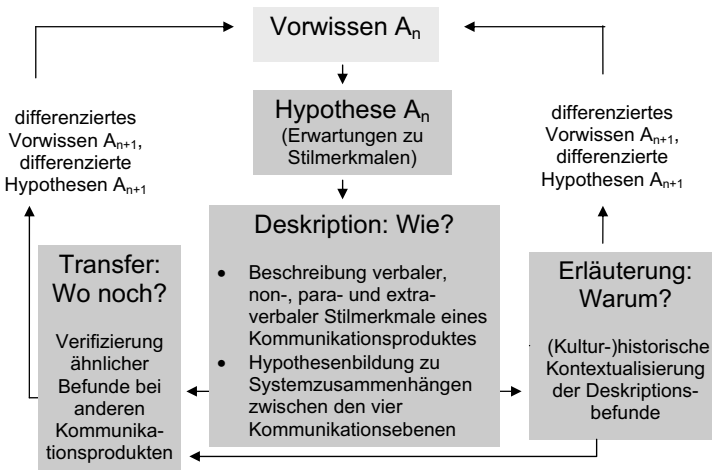 Vorwissen Aₙ
Hypothese Aₙ
(Erwartungen zu
Stilmerkmalen)
differenziertes
Vorwissen Aₙ₊₁,
differenzierte
Hypothesen Aₙ₊₁
differenziertes
Vorwissen Aₙ₊₁,
differenzierte
Hypothesen Aₙ₊₁
Deskription: Wie?
• Beschreibung verbaler,
non-, para- und extra-
verbaler Stilmerkmale eines
Kommunikationsproduktes
• Hypothesenbildung zu
Systemzusammenhängen
zwischen den vier
Kommunikationsebenen
Transfer:
Wo noch?
Verifizierung
ähnlicher
Befunde bei
anderen
Kommunika-
tionsprodukten
Erläuterung:
Warum?
(Kultur-)historische
Kontextualisierung
der Deskriptions-
befunde